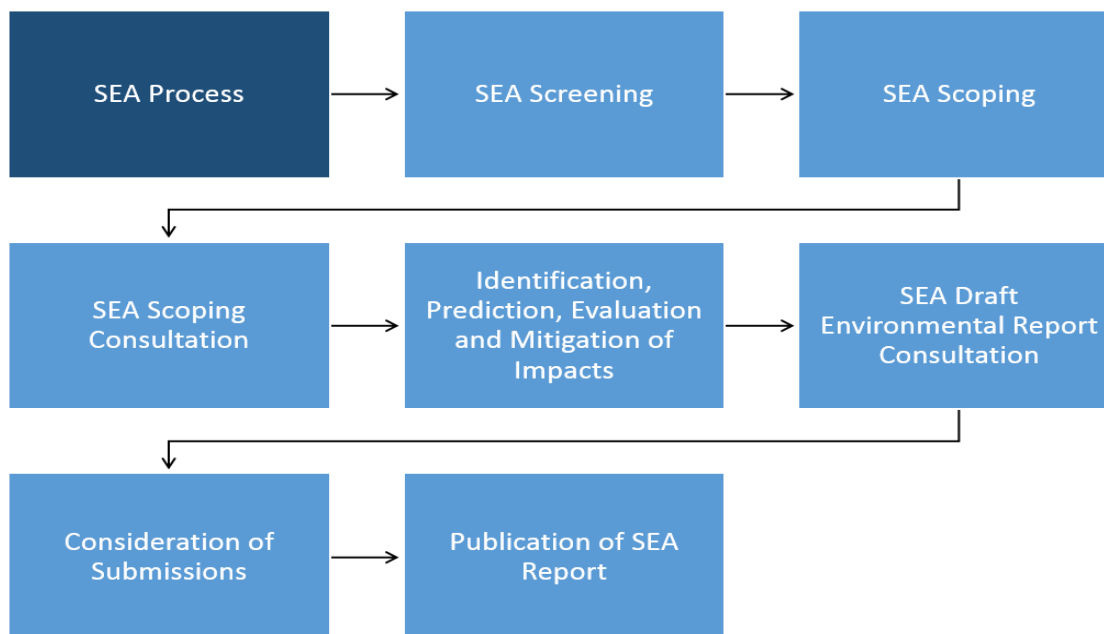 SEA Process
SEA Screening
SEA Scoping
SEA Scoping
Consultation
Identification,
Prediction, Evaluation
and Mitigation of
Impacts
SEA Draft
Environmental Report
Consultation
Consideration of
Submissions
Publication of SEA
Report